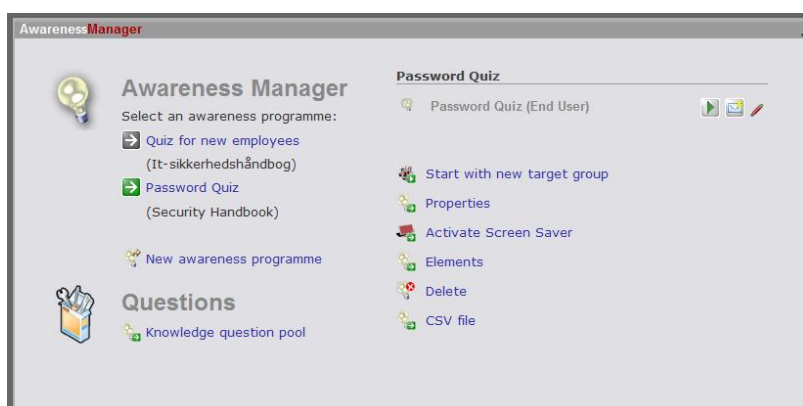 AwarenessManager
Awareness Manager
Select an awareness programme:
Quiz for new employees
(It-sikkerhedshåndbog)
Password Quiz
(Security Handbook)
New awareness programme
Questions
Knowledge question pool
Password Quiz
Password Quiz (End User)
Start with new target group
Properties
Activate Screen Saver
Elements
Delete
CSV file